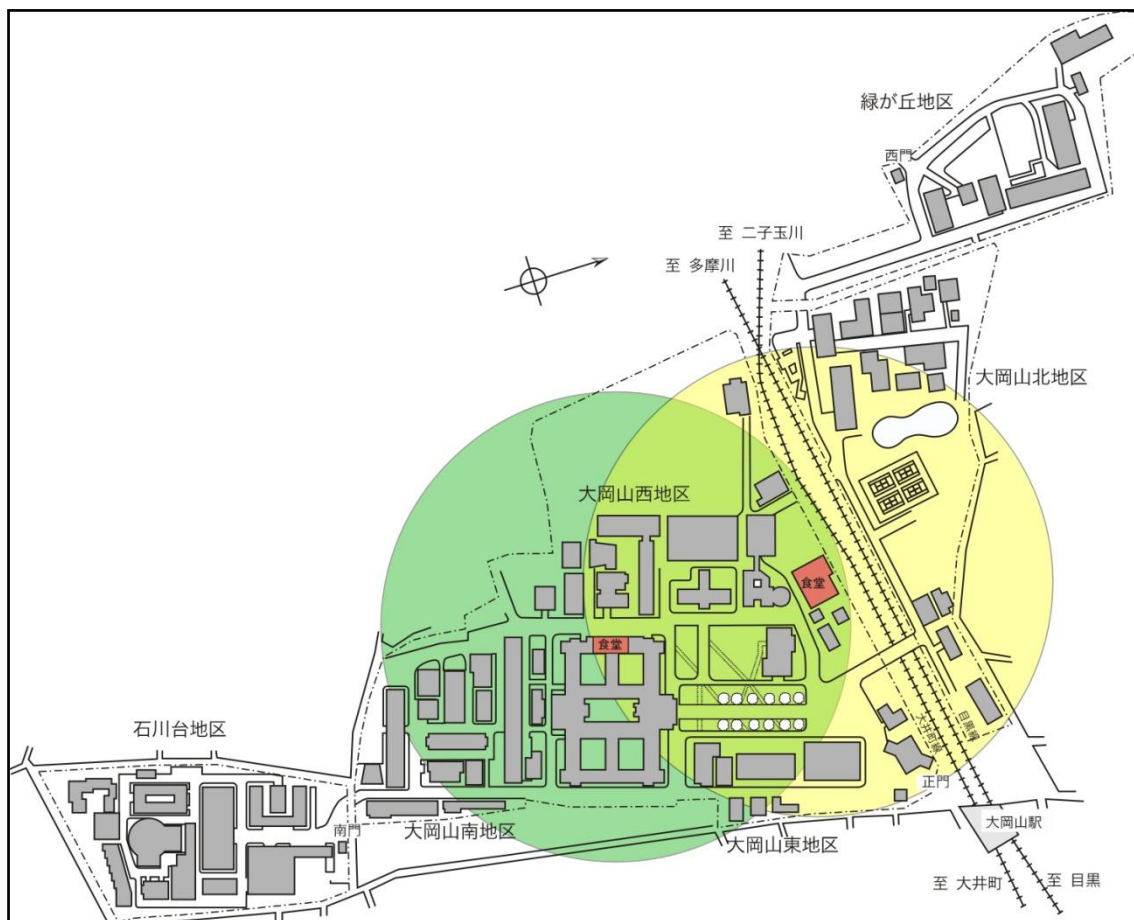 緑が丘地区
西門
至 二子玉川
至 多摩川
大岡山北地区
大岡山西地区
食堂
食堂
石川台地区
大井町線
目黒線
正門
大岡山駅
南門
大岡山南地区
大岡山東地区
至 大井町
至 目黒